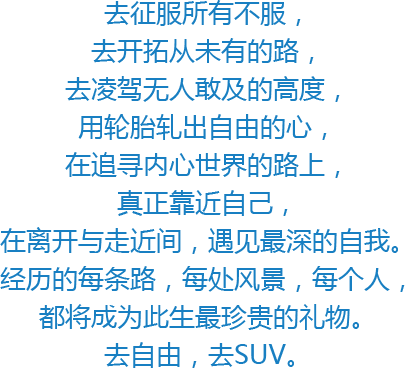 去征服所有不服，
去开拓从未有的路，
去凌驾无人敢及的高度，
用轮胎轧出自由的心，
在追寻内心世界的路上，
真正靠近自己，
在离开与走近间，遇见最深的自我。
经历的每条路，每处风景，每个人，
都将成为此生最珍贵的礼物。
去自由，去SUV。